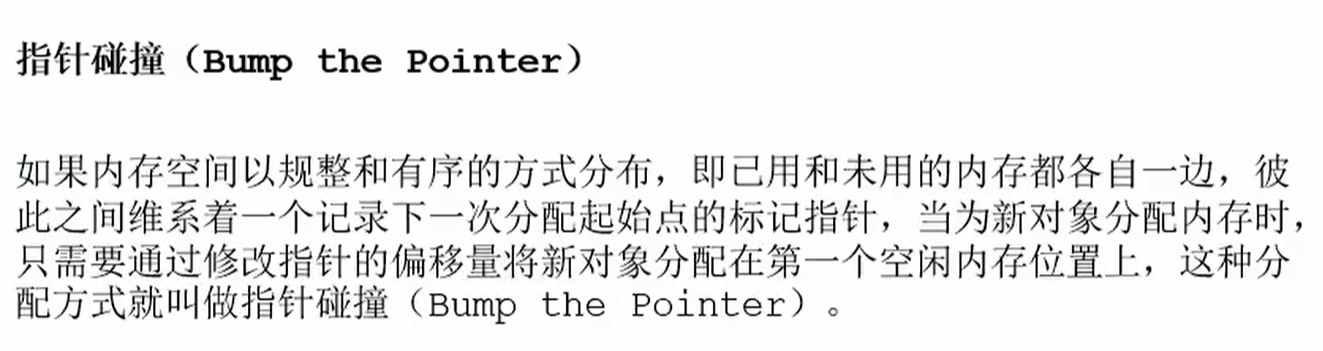 指针碰撞（Bump the Pointer）
如果内存空间以规整和有序的方式分布，即已用和未用的内存都各自一边，彼
此之间维系着一个记录下一次分配起始点的标记指针，当为新对象分配内存时，
只需要通过修改指针的偏移量将新对象分配在第一个空闲内存位置上，这种分
配方式就叫做指针碰撞（Bump the Pointer）。